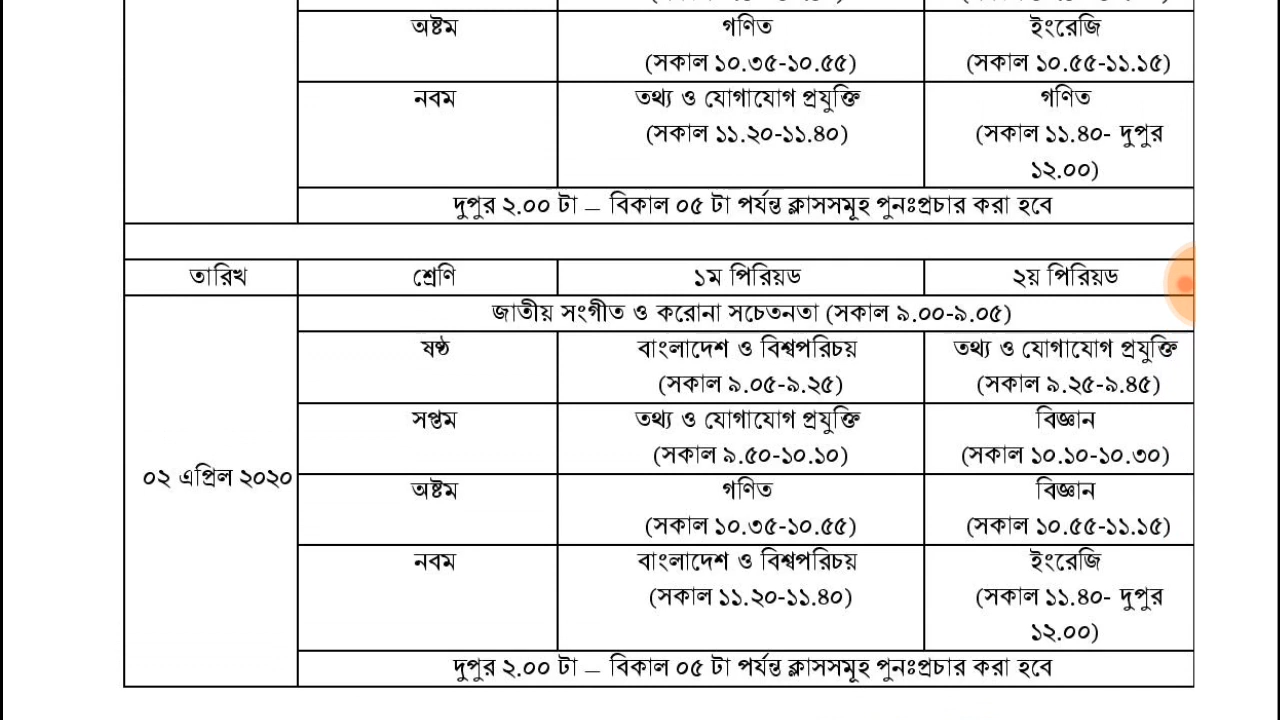 অষ্টম গণিত ইংরেজি
(সকাল ১০.৩৫-১০.৫৫) (সকাল ১০.৫৫-১১.১৫)
নবম তথ্য ও যোগাযোগ প্রযুক্তি গণিত
(সকাল ১১.২০-১১.৪০) (সকাল ১১.৪০- দুপুর
১২.০০)
দুপুর ২.০০ টা – বিকাল ০৫ টা পর্যন্ত ক্লাসসমূহ পুনঃপ্রচার করা হবে
তারিখ শ্রেণি ১ম পিরিয়ড ২য় পিরিয়ড
জাতীয় সংগীত ও করোনা সচেতনতা (সকাল ৯.০০-৯.০৫)
ষষ্ঠ বাংলাদেশ ও বিশ্বপরিচয় তথ্য ও যোগাযোগ প্রযুক্তি
(সকাল ৯.০৫-৯.২৫) (সকাল ৯.২৫-৯.৪৫)
সপ্তম তথ্য ও যোগাযোগ প্রযুক্তি বিজ্ঞান
(সকাল ৯.৫০-১০.১০) (সকাল ১০.১০-১০.৩০)
০২ এপ্রিল ২০২০
অষ্টম গণিত বিজ্ঞান
(সকাল ১০.৩৫-১০.৫৫) (সকাল ১০.৫৫-১১.১৫)
নবম বাংলাদেশ ও বিশ্বপরিচয় ইংরেজি
(সকাল ১১.২০-১১.৪০) (সকাল ১১.৪০- দুপুর
১২.০০)
দুপুর ২.০০ টা – বিকাল ০৫ টা পর্যন্ত ক্লাসসমূহ পুনঃপ্রচার করা হবে